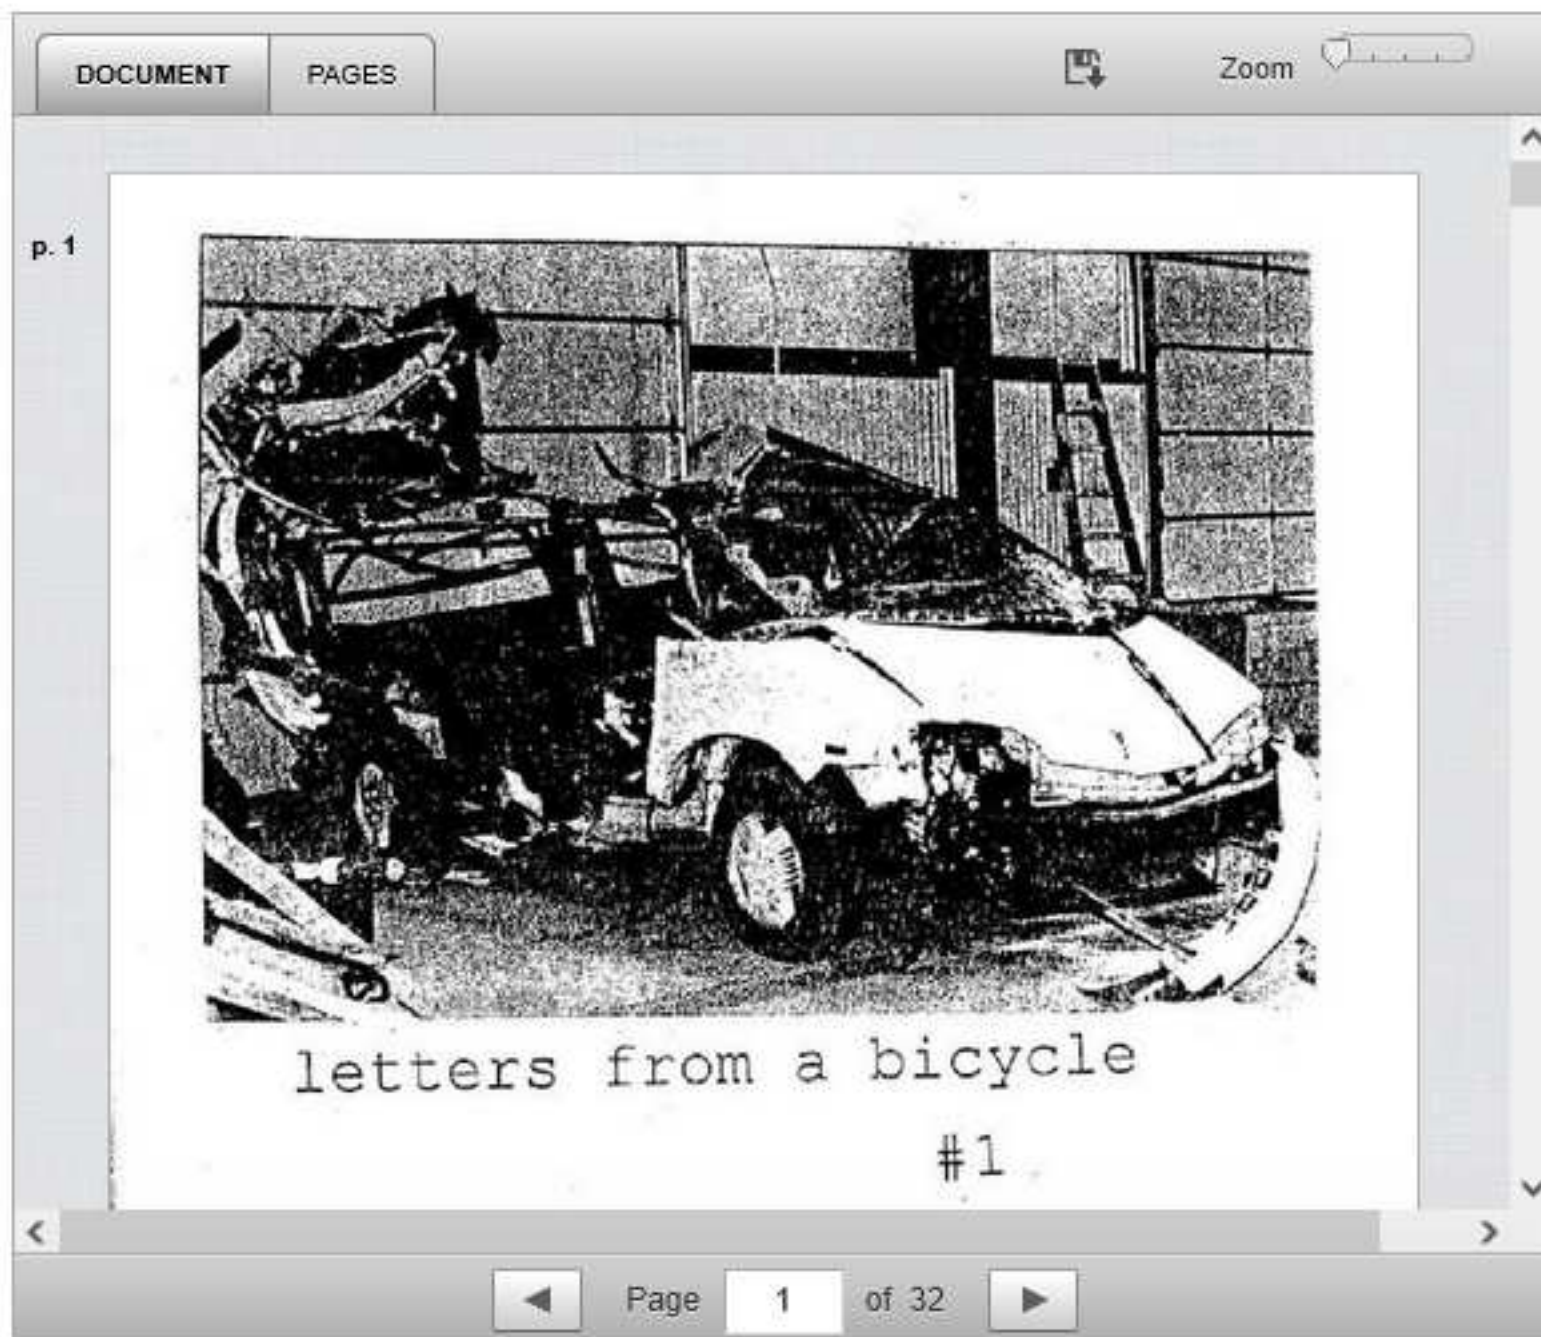 DOCUMENT PAGES Zoom
p. 1
letters from a bicycle
#1
Page 1 of 32